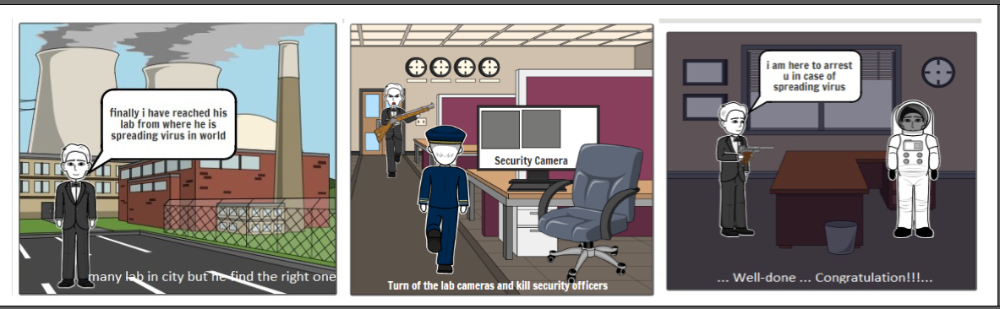 finally i have reached his
lab from where he is
spreading virus in world
many lab in city but he find the right one
Security Camera
Turn of the lab cameras and kill security officers
i am here to arrest
u in case of
spreading virus
... Well-done ... Congratulation!!!...